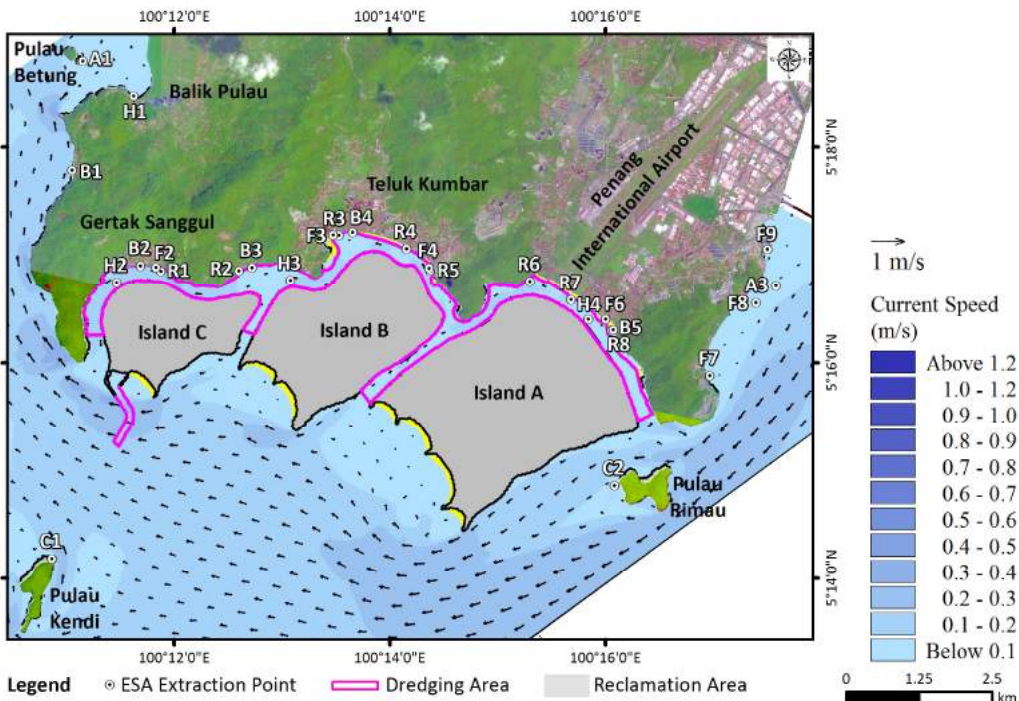 100°12'0"E 100°14'0"E 100°16'0"E
Pulau
Betung
A1
H1
Balik Pulau
B1
5°18'0"N
Penang
International Airport
Teluk Kumbar
Gertak Sanggul
R3 B4
F3
R4
F4
R5
B2
F2
H2 R1
R2 B3
H3
R6
R7
H4 F6
B5
R8
F9
A3
F8
F7
5°16'0"N
Island C
Island B
Island A
C2
Pulau
Rimau
C1
Pulau
Kendi
5°14'0"N
100°12'0"E 100°14'0"E 100°16'0"E
1 m/s
Current Speed
(m/s)
Above 1.2
1.0 - 1.2
0.9 - 1.0
0.8 - 0.9
0.7 - 0.8
0.6 - 0.7
0.5 - 0.6
0.4 - 0.5
0.3 - 0.4
0.2 - 0.3
0.1 - 0.2
Below 0.1
Legend ESA Extraction Point Dredging Area Reclamation Area
0 1.25 2.5
km